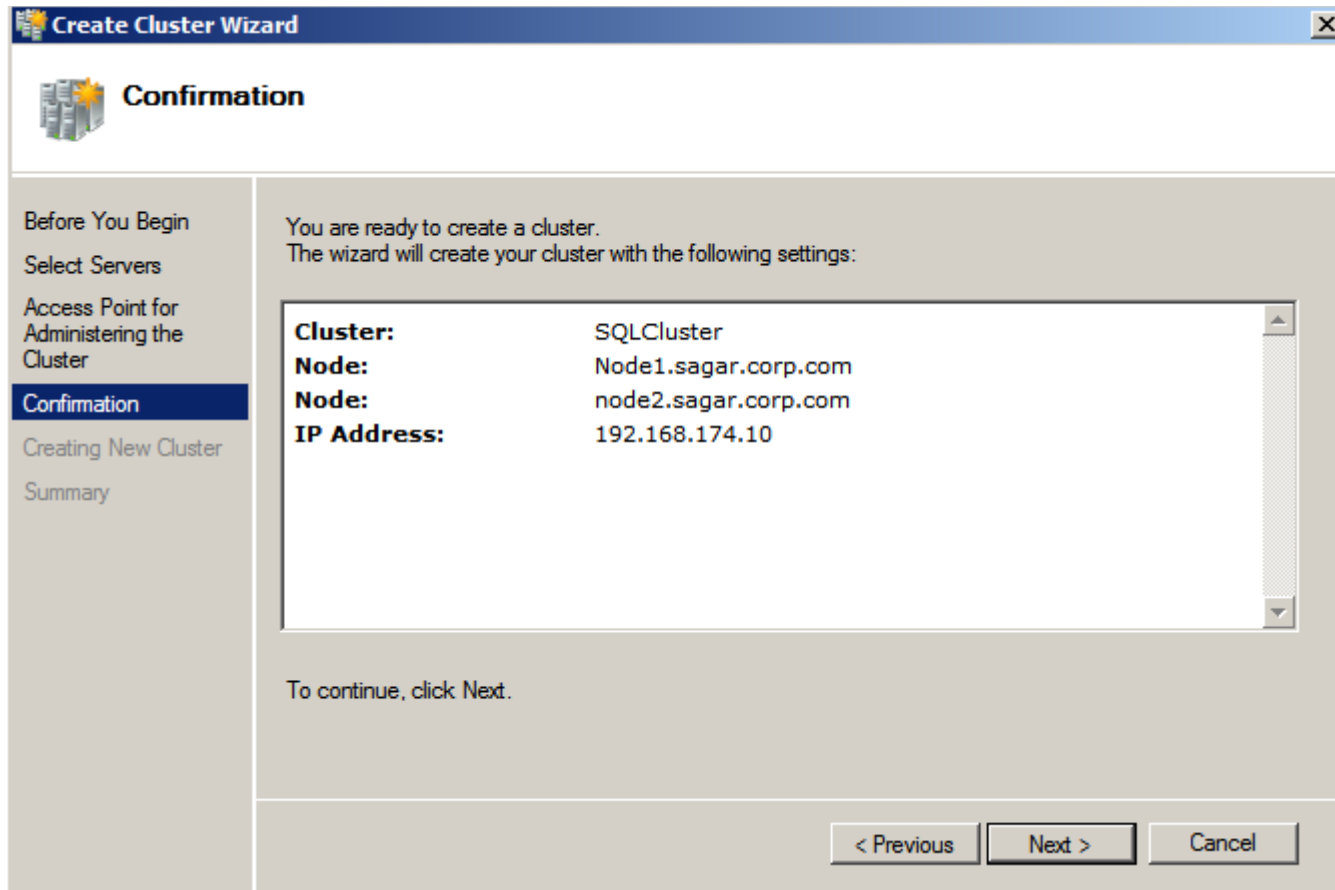 Create Cluster Wizard
Confirmation
Before You Begin
Select Servers
Access Point for
Administering the
Cluster
Confirmation
Creating New Cluster
Summary
You are ready to create a cluster.
The wizard will create your cluster with the following settings:
Cluster: SQLCluster
Node: Node1.sagar.corp.com
Node: node2.sagar.corp.com
IP Address: 192.168.174.10
To continue, click Next.
< Previous Next > Cancel